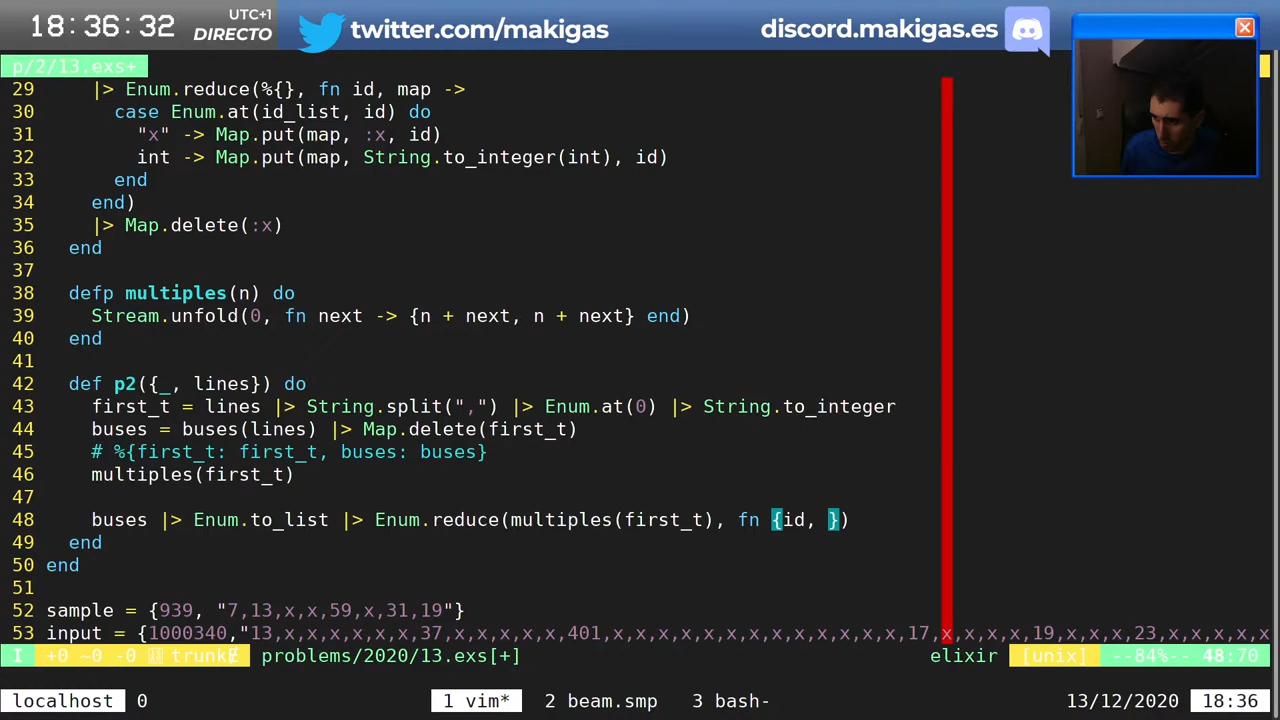 18:36:32 UTC+1 DIRECTO
twitter.com/makigas
discord.makigas.es
p/2/13.exs+
29 |> Enum.reduce(%{}, fn id, map ->
30 case Enum.at(id_list, id) do
31 "x" -> Map.put(map, :x, id)
32 int -> Map.put(map, String.to_integer(int), id)
33 end
34 end)
35 |> Map.delete(:x)
36 end
37
38 defp multiples(n) do
39 Stream.unfold(0, fn next -> {n + next, n + next} end)
40 end
41
42 def p2({_, lines}) do
43 first_t = lines |> String.split(",") |> Enum.at(0) |> String.to_integer
44 buses = buses(lines) |> Map.delete(first_t)
45 # %{first_t: first_t, buses: buses}
46 multiples(first_t)
47
48 buses |> Enum.to_list |> Enum.reduce(multiples(first_t), fn {id, })
49 end
50 end
51
52 sample = {939, "7,13,x,x,59,x,31,19"}
53 input = {1000340,"13,x,x,x,x,x,x,37,x,x,x,x,x,401,x,x,x,x,x,x,x,x,x,x,x,x,17,x,x,x,x,19,x,x,x,23,x,x,x,x,x
I +0 ~0 -0 trunk problems/2020/13.exs[+] elixir [unix] --84%-- 48:70
localhost 0 1 vim* 2 beam.smp 3 bash- 13/12/2020 18:36